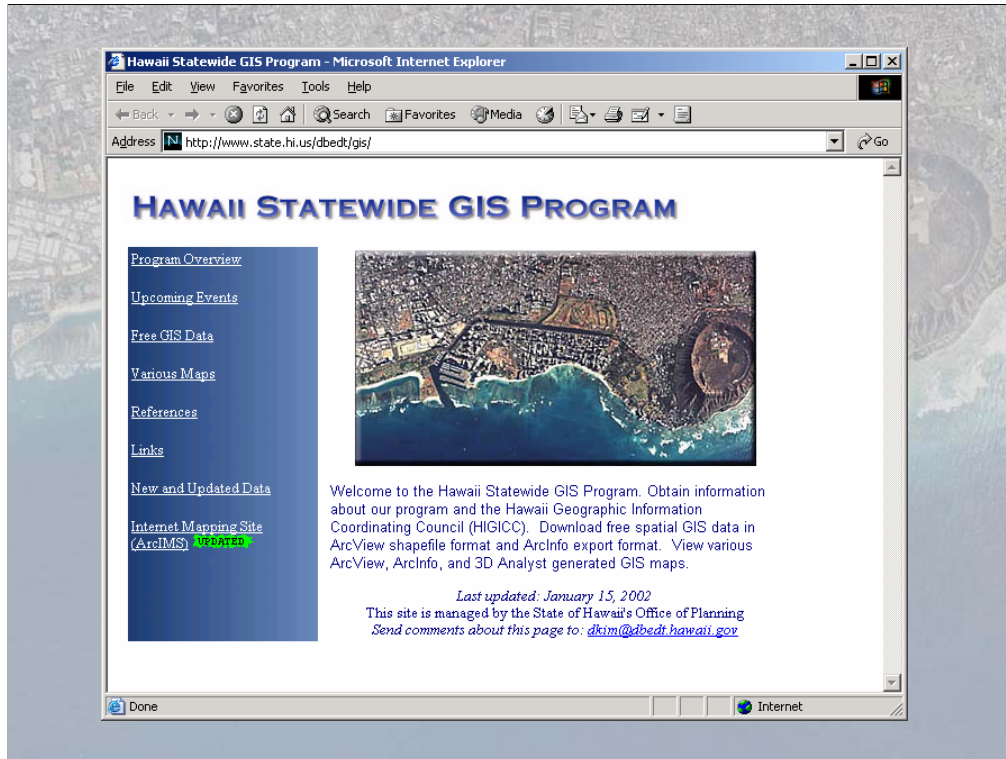 Hawaii Statewide GIS Program - Microsoft Internet Explorer
File Edit View Favorites Tools Help
Back Search Favorites Media
Address http://www.state.hi.us/dbedt/gis/ Go
HAWAII STATEWIDE GIS PROGRAM
Program Overview
Upcoming Events
Free GIS Data
Various Maps
References
Links
New and Updated Data
Internet Mapping Site
(ArcIMS) UPDATED
Welcome to the Hawaii Statewide GIS Program. Obtain information
about our program and the Hawaii Geographic Information
Coordinating Council (HIGICC). Download free spatial GIS data in
ArcView shapefile format and ArcInfo export format. View various
ArcView, ArcInfo, and 3D Analyst generated GIS maps.
Last updated: January 15, 2002
This site is managed by the State of Hawaii's Office of Planning
Send comments about this page to: dkim@dbedt.hawaii.gov
Done Internet